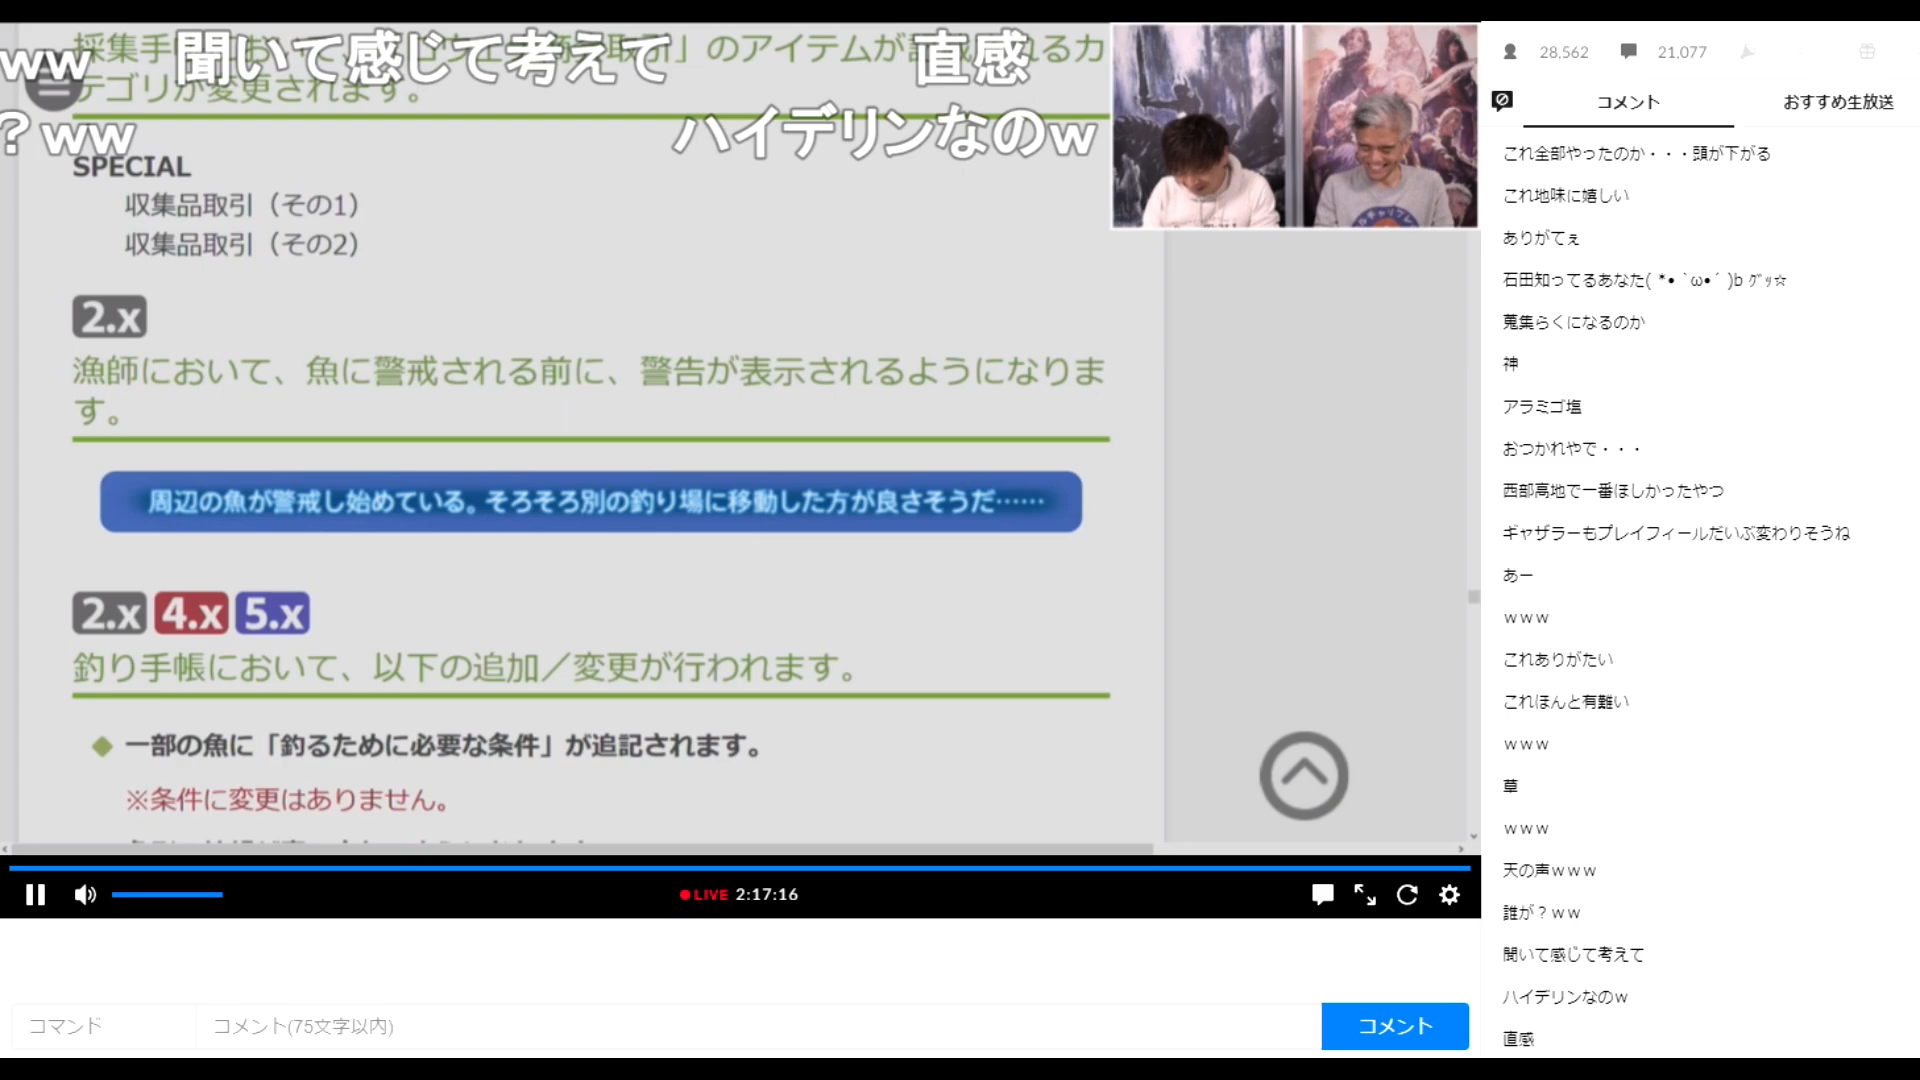 ww
聞いて感じて考えて
直感
？ww
ハイデリンなのｗ
テゴリが変更されます。
SPECIAL
収集品取引（その1）
収集品取引（その2）
2.x
漁師において、魚に警戒される前に、警告が表示されるようになりま
す。
周辺の魚が警戒し始めている。そろそろ別の釣り場に移動した方が良さそうだ……
2.x 4.x 5.x
釣り手帳において、以下の追加／変更が行われます。
一部の魚に「釣るために必要な条件」が追記されます。
※条件に変更はありません。
LIVE 2:17:16
コマンド
コメント(75文字以内)
コメント
28,562
21,077
コメント
おすすめ生放送
これ全部やったのか・・・頭が下がる
これ地味に嬉しい
ありがてぇ
石田知ってるあなた( *• ̀ω•́ )b ｸﾞｯ☆
蒐集らくになるのか
神
アラミゴ塩
おつかれやで・・・
西部高地で一番ほしかったやつ
ギャザラーもプレイフィールだいぶ変わりそうね
あー
ｗｗｗ
これありがたい
これほんと有難い
ｗｗｗ
草
ｗｗｗ
天の声ｗｗｗ
誰が？ｗｗ
聞いて感じて考えて
ハイデリンなのｗ
直感